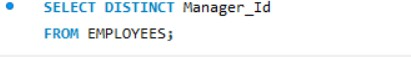 SELECT DISTINCT Manager_Id
FROM EMPLOYEES;